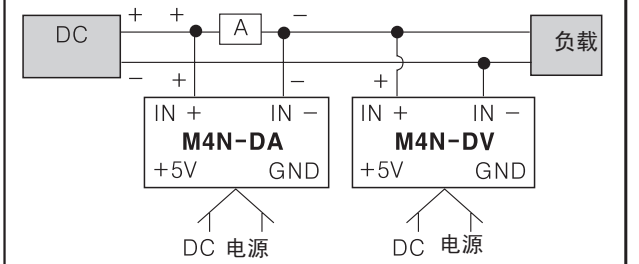 DC + + A − 负载
− + − +
IN + IN − IN + IN −
M4N-DA M4N-DV
+5V GND +5V GND
DC 电源 DC 电源